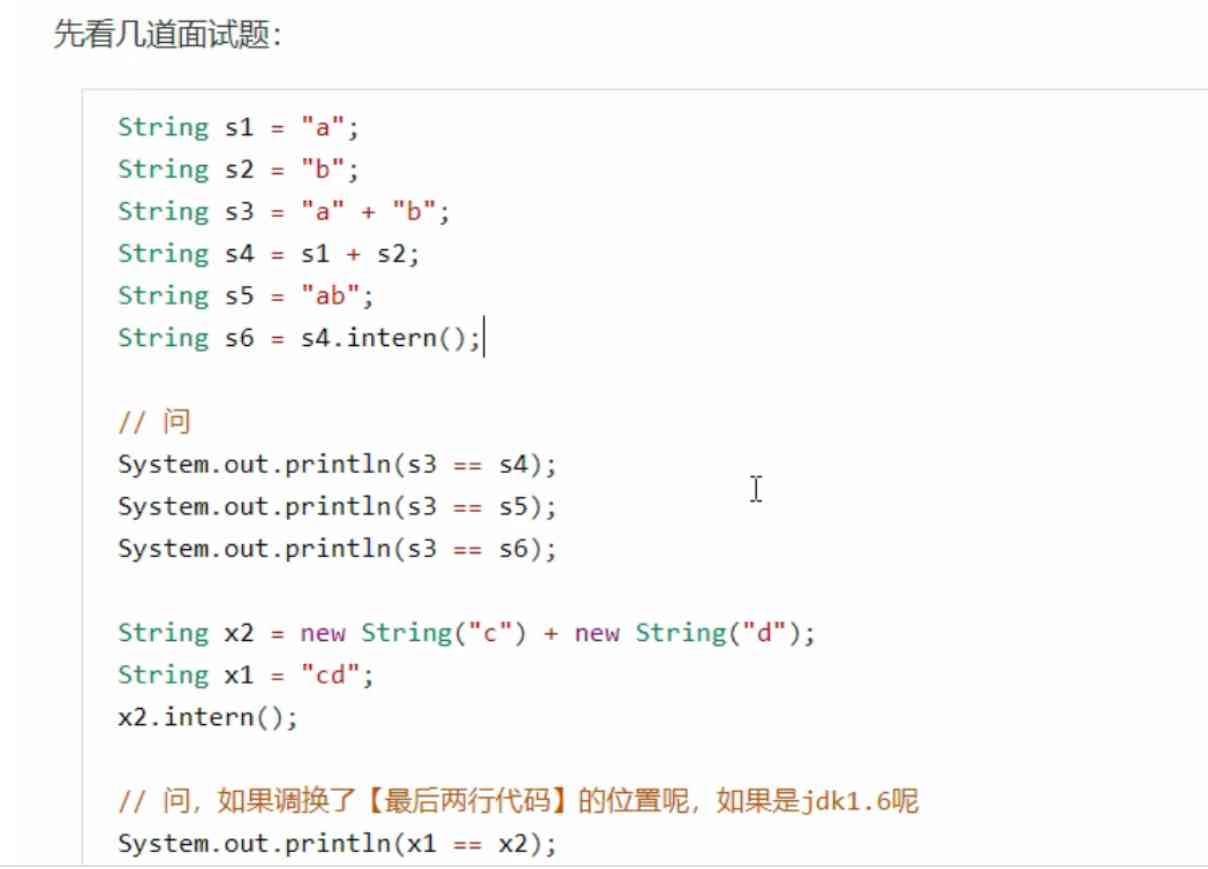 先看几道面试题：
String s1 = "a";
String s2 = "b";
String s3 = "a" + "b";
String s4 = s1 + s2;
String s5 = "ab";
String s6 = s4.intern();
// 问
System.out.println(s3 == s4);
System.out.println(s3 == s5);
System.out.println(s3 == s6);
String x2 = new String("c") + new String("d");
String x1 = "cd";
x2.intern();
// 问，如果调换了【最后两行代码】的位置呢，如果是jdk1.6呢
System.out.println(x1 == x2);